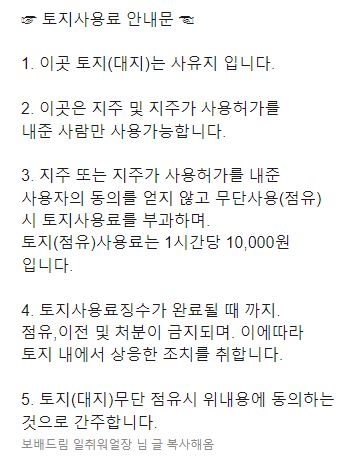 ☞ 토지사용료 안내문 ☜
1. 이곳 토지(대지)는 사유지 입니다.
2. 이곳은 지주 및 지주가 사용허가를
내준 사람만 사용가능합니다.
3. 지주 또는 지주가 사용허가를 내준
사용자의 동의를 얻지 않고 무단사용(점유)
시 토지사용료를 부과하며.
토지(점유)사용료는 1시간당 10,000원
입니다.
4. 토지사용료징수가 완료될 때 까지.
점유,이전 및 처분이 금지되며. 이에따라
토지 내에서 상응한 조치를 취합니다.
5. 토지(대지)무단 점유시 위내용에 동의하는
것으로 간주합니다.
보배드림 일취월장 님 글 복사해옴